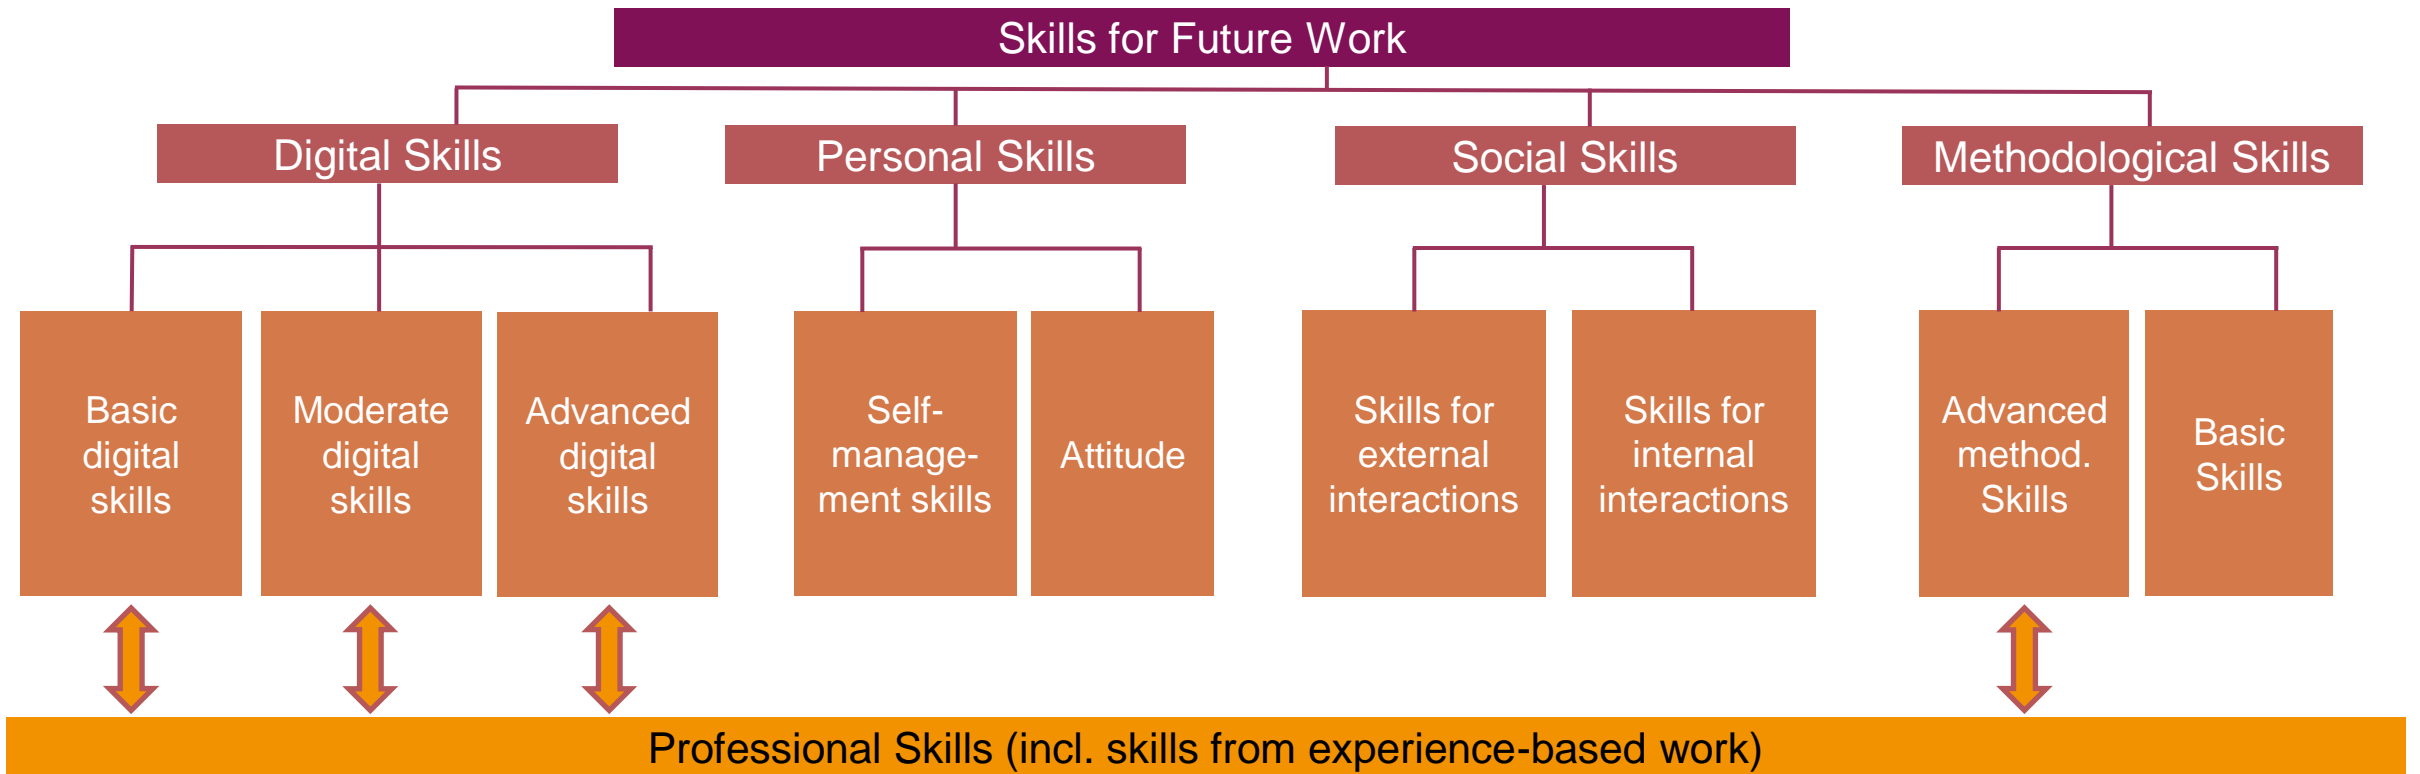 Skills for Future Work
Digital Skills
Personal Skills
Social Skills
Methodological Skills
Basic
digital
skills
Moderate
digital
skills
Advanced
digital
skills
Self-
manage-
ment skills
Attitude
Skills for
external
interactions
Skills for
internal
interactions
Advanced
method.
Skills
Basic
Skills
Professional Skills (incl. skills from experience-based work)